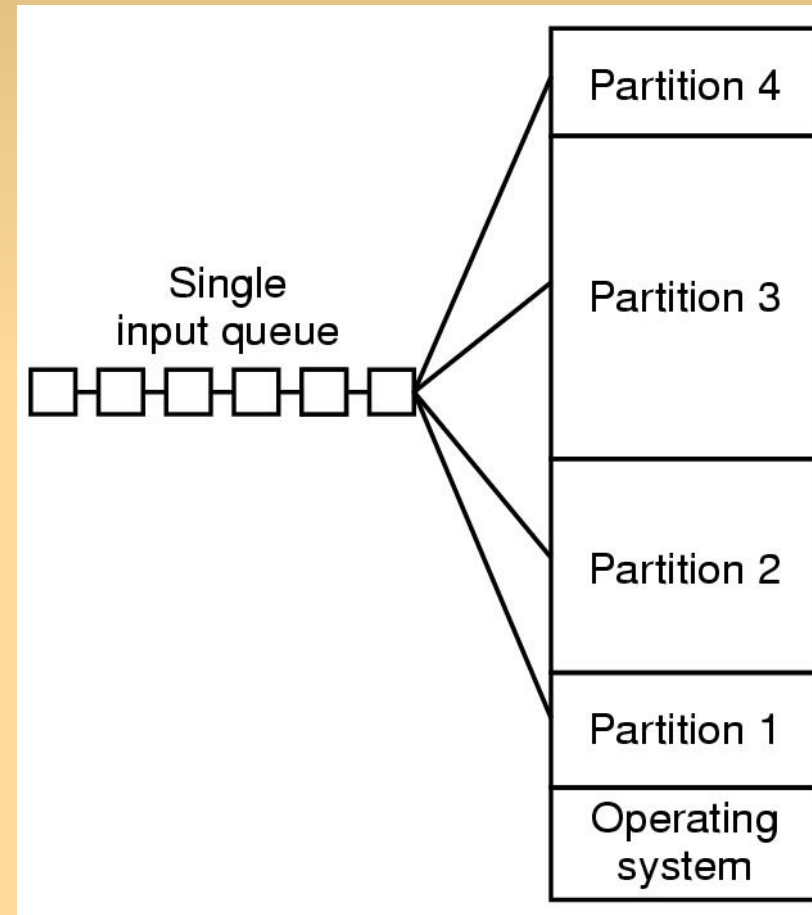 Single
input queue
Partition 4
Partition 3
Partition 2
Partition 1
Operating
system